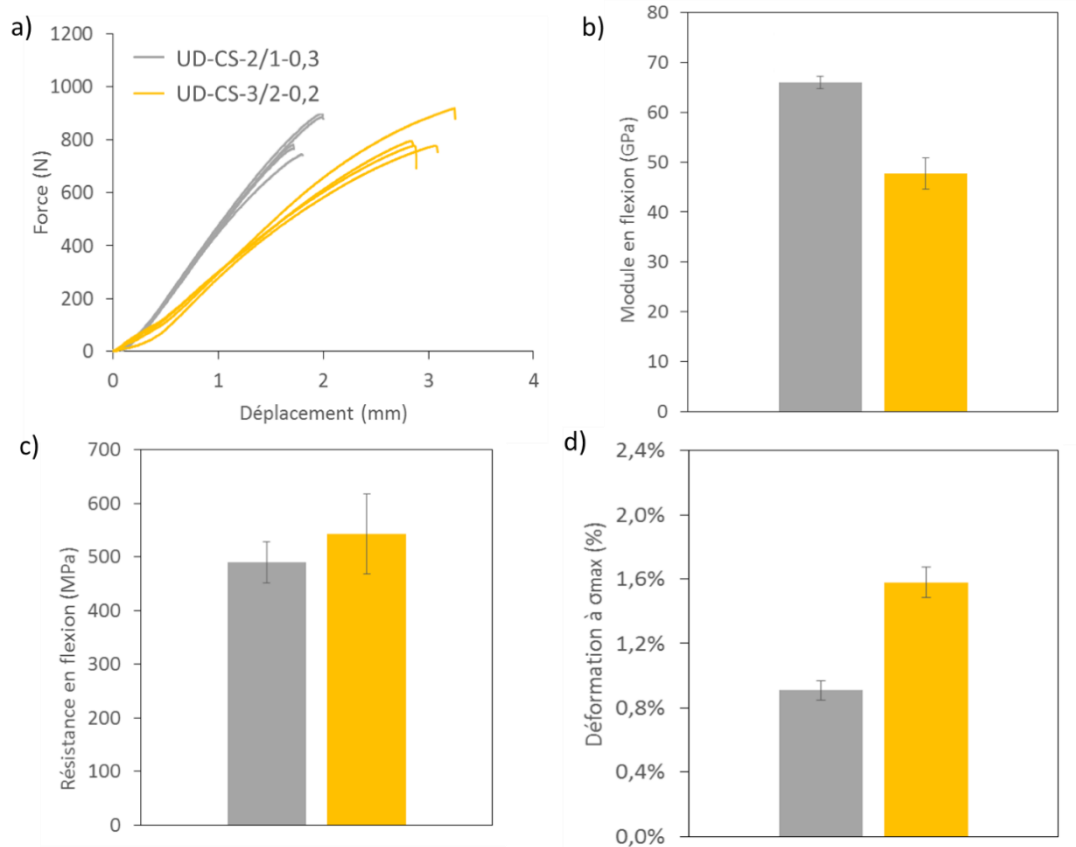 a)
1200
1000
800
600
400
200
0
Force (N)
UD-CS-2/1-0,3
UD-CS-3/2-0,2
0 1 2 3 4
Déplacement (mm)
b)
80
70
60
50
40
30
20
10
0
Module en flexion (GPa)
c)
700
600
500
400
300
200
100
0
Résistance en flexion (MPa)
d)
2,4%
2,0%
1,6%
1,2%
0,8%
0,4%
0,0%
Déformation à σmax (%)